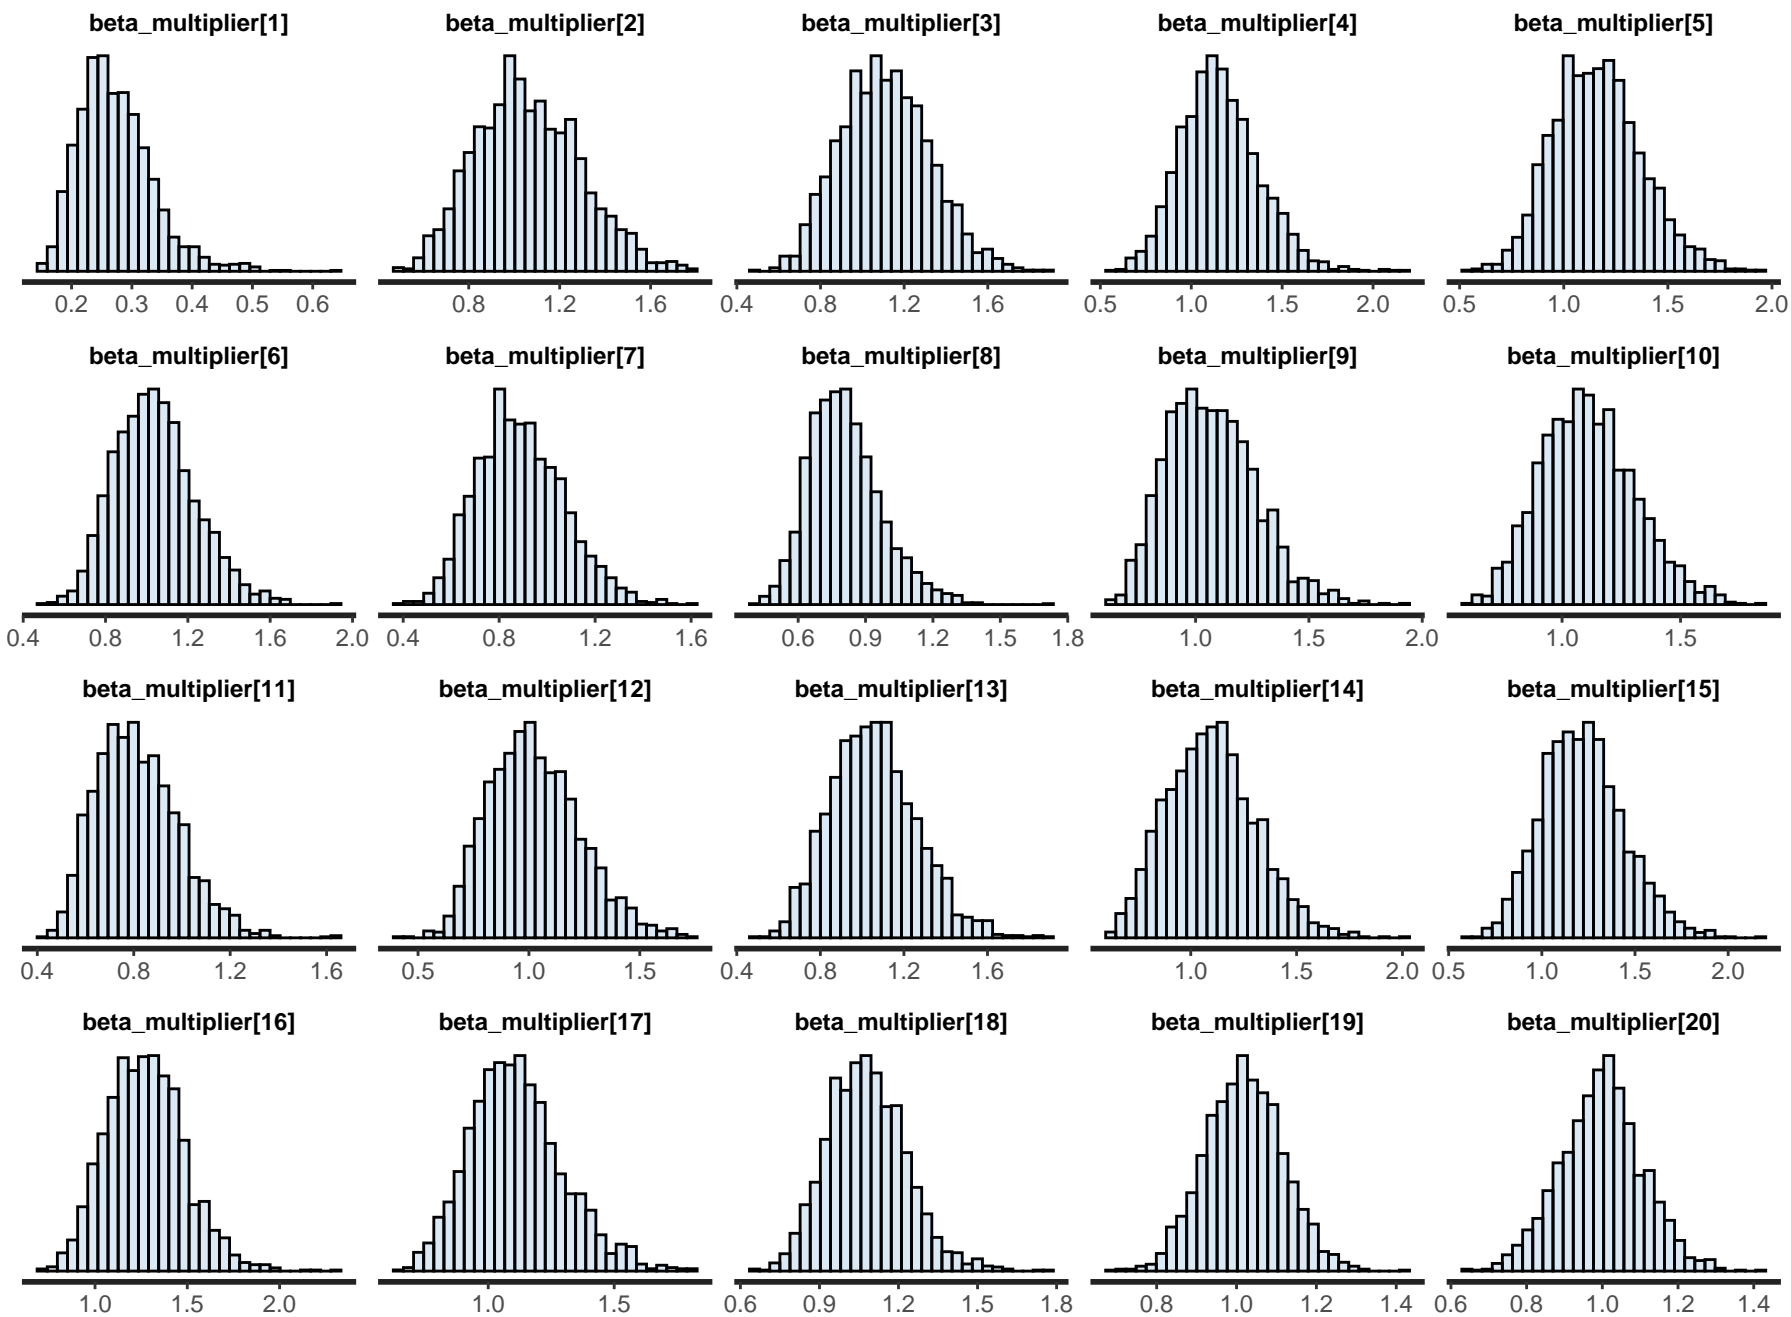 beta_multiplier[1] beta_multiplier[2] beta_multiplier[3] beta_multiplier[4] beta_multiplier[5]
0.2 0.3 0.4 0.5 0.6 0.8 1.2 1.6 0.4 0.8 1.2 1.6 0.5 1.0 1.5 2.0 0.5 1.0 1.5 2.0
beta_multiplier[6] beta_multiplier[7] beta_multiplier[8] beta_multiplier[9] beta_multiplier[10]
0.4 0.8 1.2 1.6 2.0 0.4 0.8 1.2 1.6 0.6 0.9 1.2 1.5 1.8 1.0 1.5 2.0 1.0 1.5
beta_multiplier[11] beta_multiplier[12] beta_multiplier[13] beta_multiplier[14] beta_multiplier[15]
0.4 0.8 1.2 1.6 0.5 1.0 1.5 0.4 0.8 1.2 1.6 1.0 1.5 2.0 0.5 1.0 1.5 2.0
beta_multiplier[16] beta_multiplier[17] beta_multiplier[18] beta_multiplier[19] beta_multiplier[20]
1.0 1.5 2.0 1.0 1.5 0.6 0.9 1.2 1.5 1.8 0.8 1.0 1.2 1.4 0.6 0.8 1.0 1.2 1.4